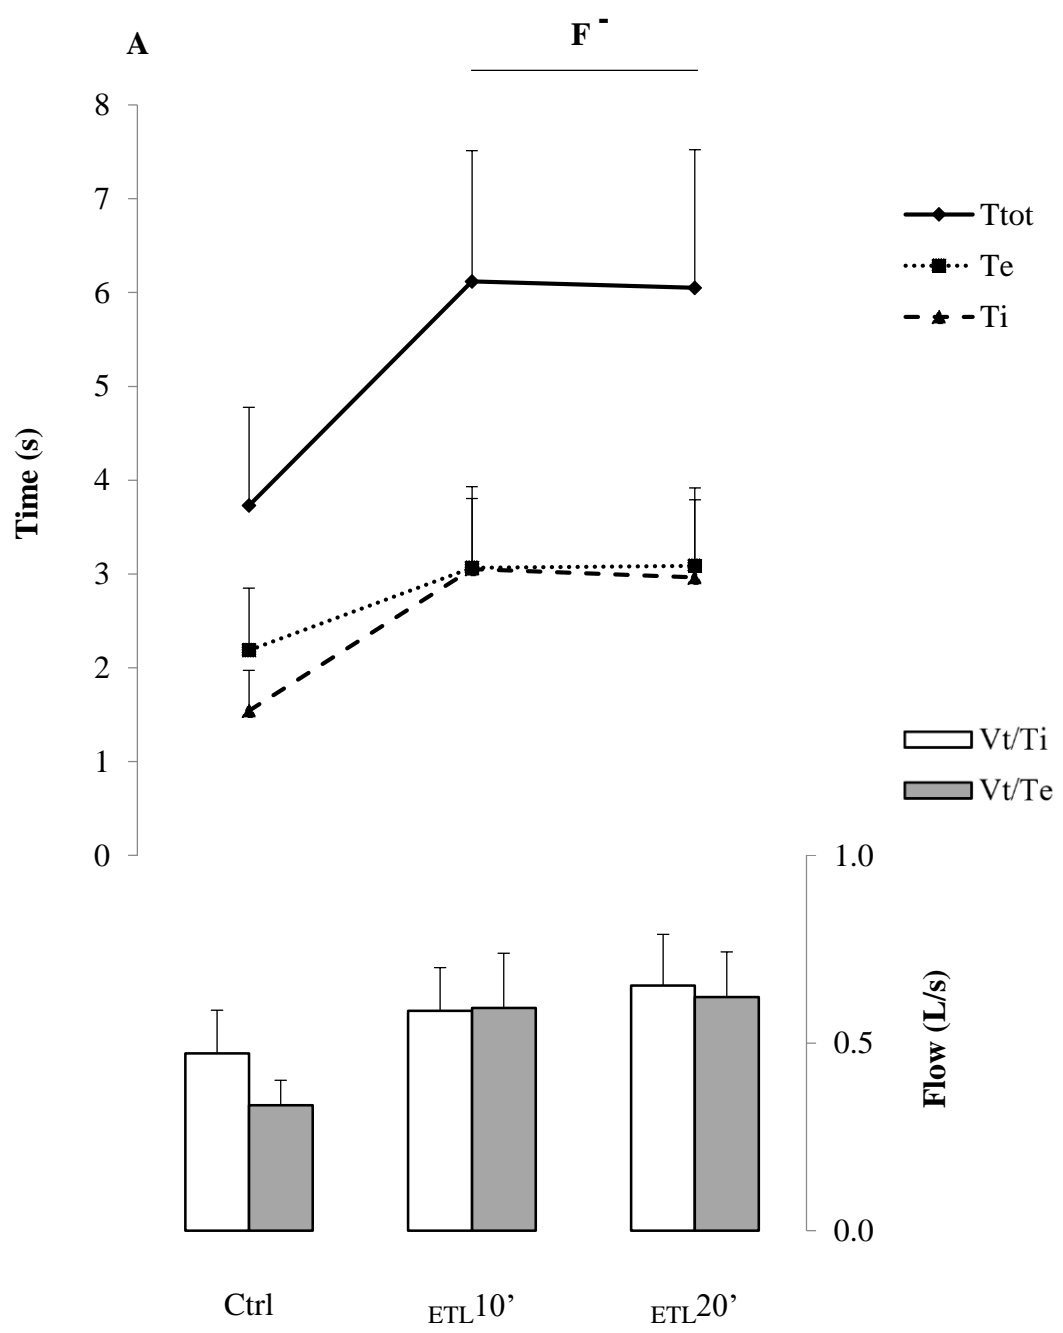 A
F -
8
7
6
5
4
3
2
1
0
Time (s)
Ttot
Te
Ti
Vt/Ti
Vt/Te
1.0
0.5
0.0
Flow (L/s)
Ctrl
ETL10’
ETL20’